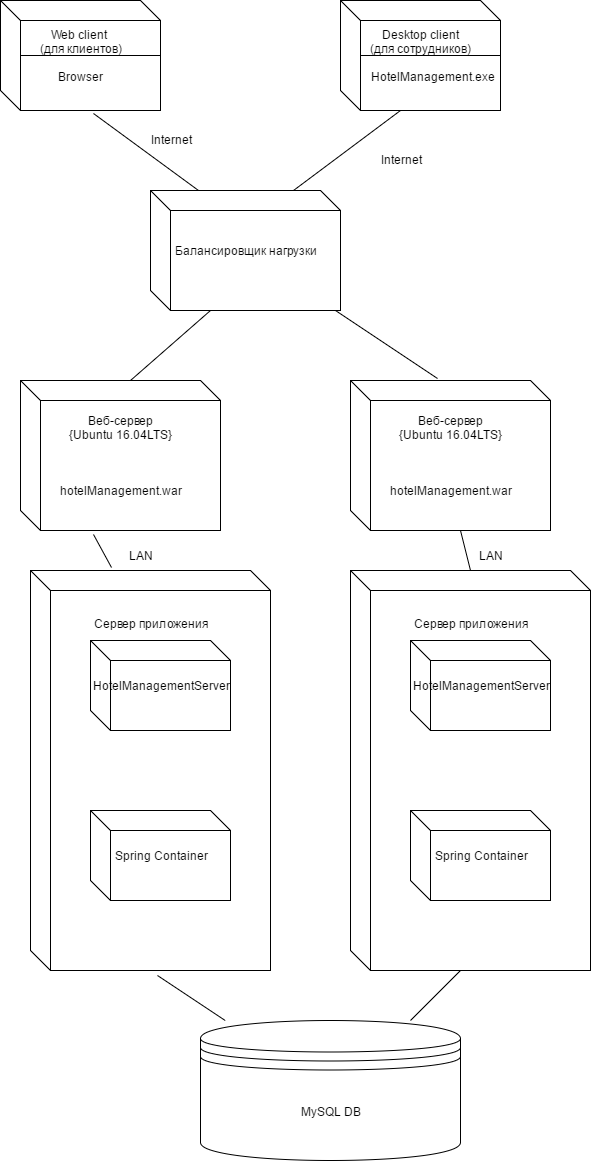 Web client
(для клиентов)
Browser
Desktop client
(для сотрудников)
HotelManagement.exe
Internet
Internet
Балансировщик нагрузки
Веб-сервер
{Ubuntu 16.04LTS}
hotelManagement.war
Веб-сервер
{Ubuntu 16.04LTS}
hotelManagement.war
LAN
LAN
Сервер приложения
HotelManagementServer
Spring Container
Сервер приложения
HotelManagementServer
Spring Container
MySQL DB